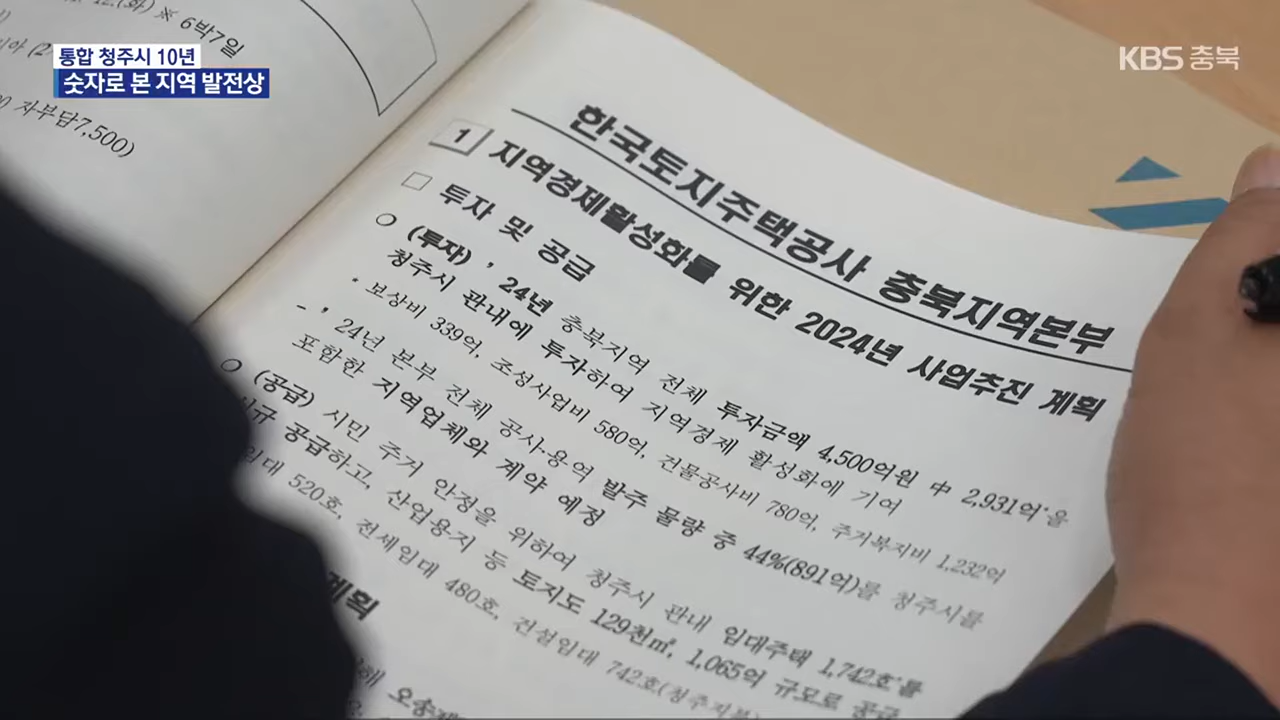 통합 청주시 10년
숫자로 본 지역 발전상
KBS 충북
12.(화) ※ 6박7일
자부담7,500)
한국토지주택공사 충북지역본부
1 지역경제활성화를 위한 2024년 사업추진 계획
□ 투자 및 공급
○ (투자) ’24년 충북지역 전체 투자금액 4,500억원 中 2,931억*을
청주시 관내에 투자하여 지역경제 활성화에 기여
* 보상비 339억, 조성사업비 580억, 건물공사비 780억, 주거복지비 1,232억
- ’24년 본부 전체 공사·용역 발주 물량 중 44%(891억)를 청주시를
포함한 지역업체와 계약 예정
○ (공급) 시민 주거 안정을 위하여 청주시 관내 임대주택 1,742호*를
신규 공급하고, 산업용지 등 토지도 129천㎡, 1,065억 규모로 공급
임대 520호, 전세임대 480호, 건설임대 742호(청주지북
계획